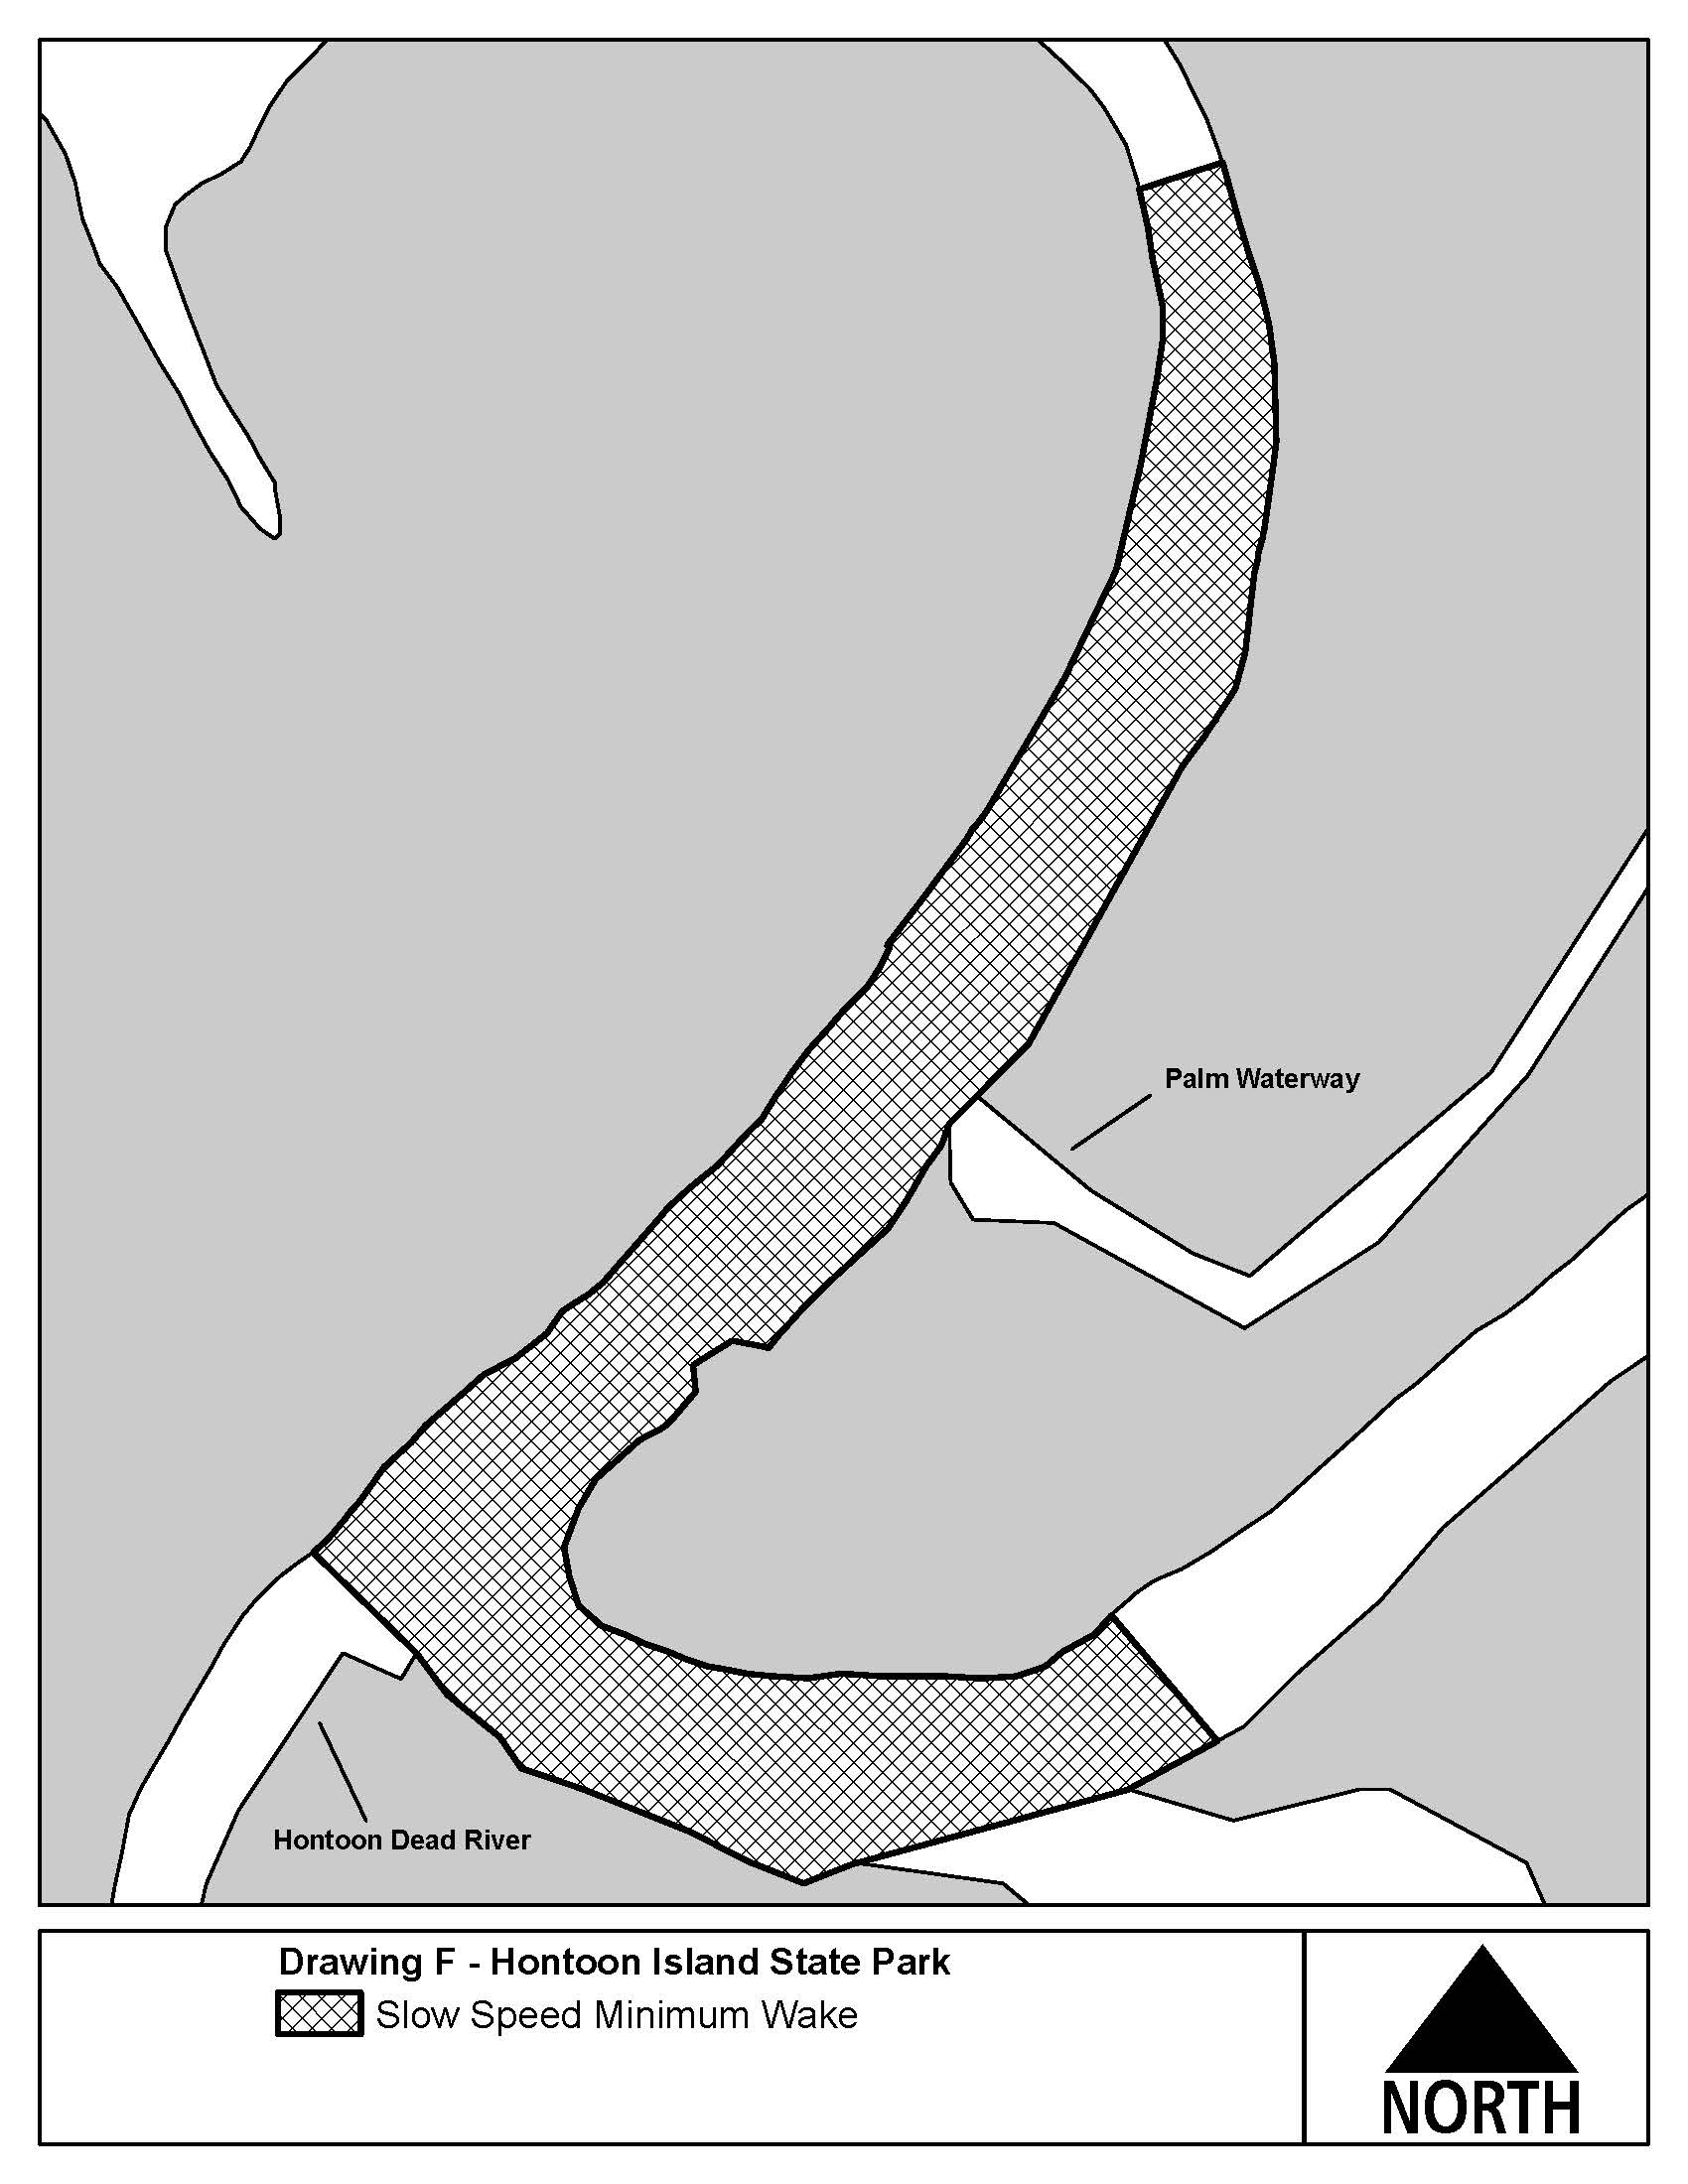 Palm Waterway
Hontoon Dead River
Drawing F - Hontoon Island State Park
Slow Speed Minimum Wake
NORTH